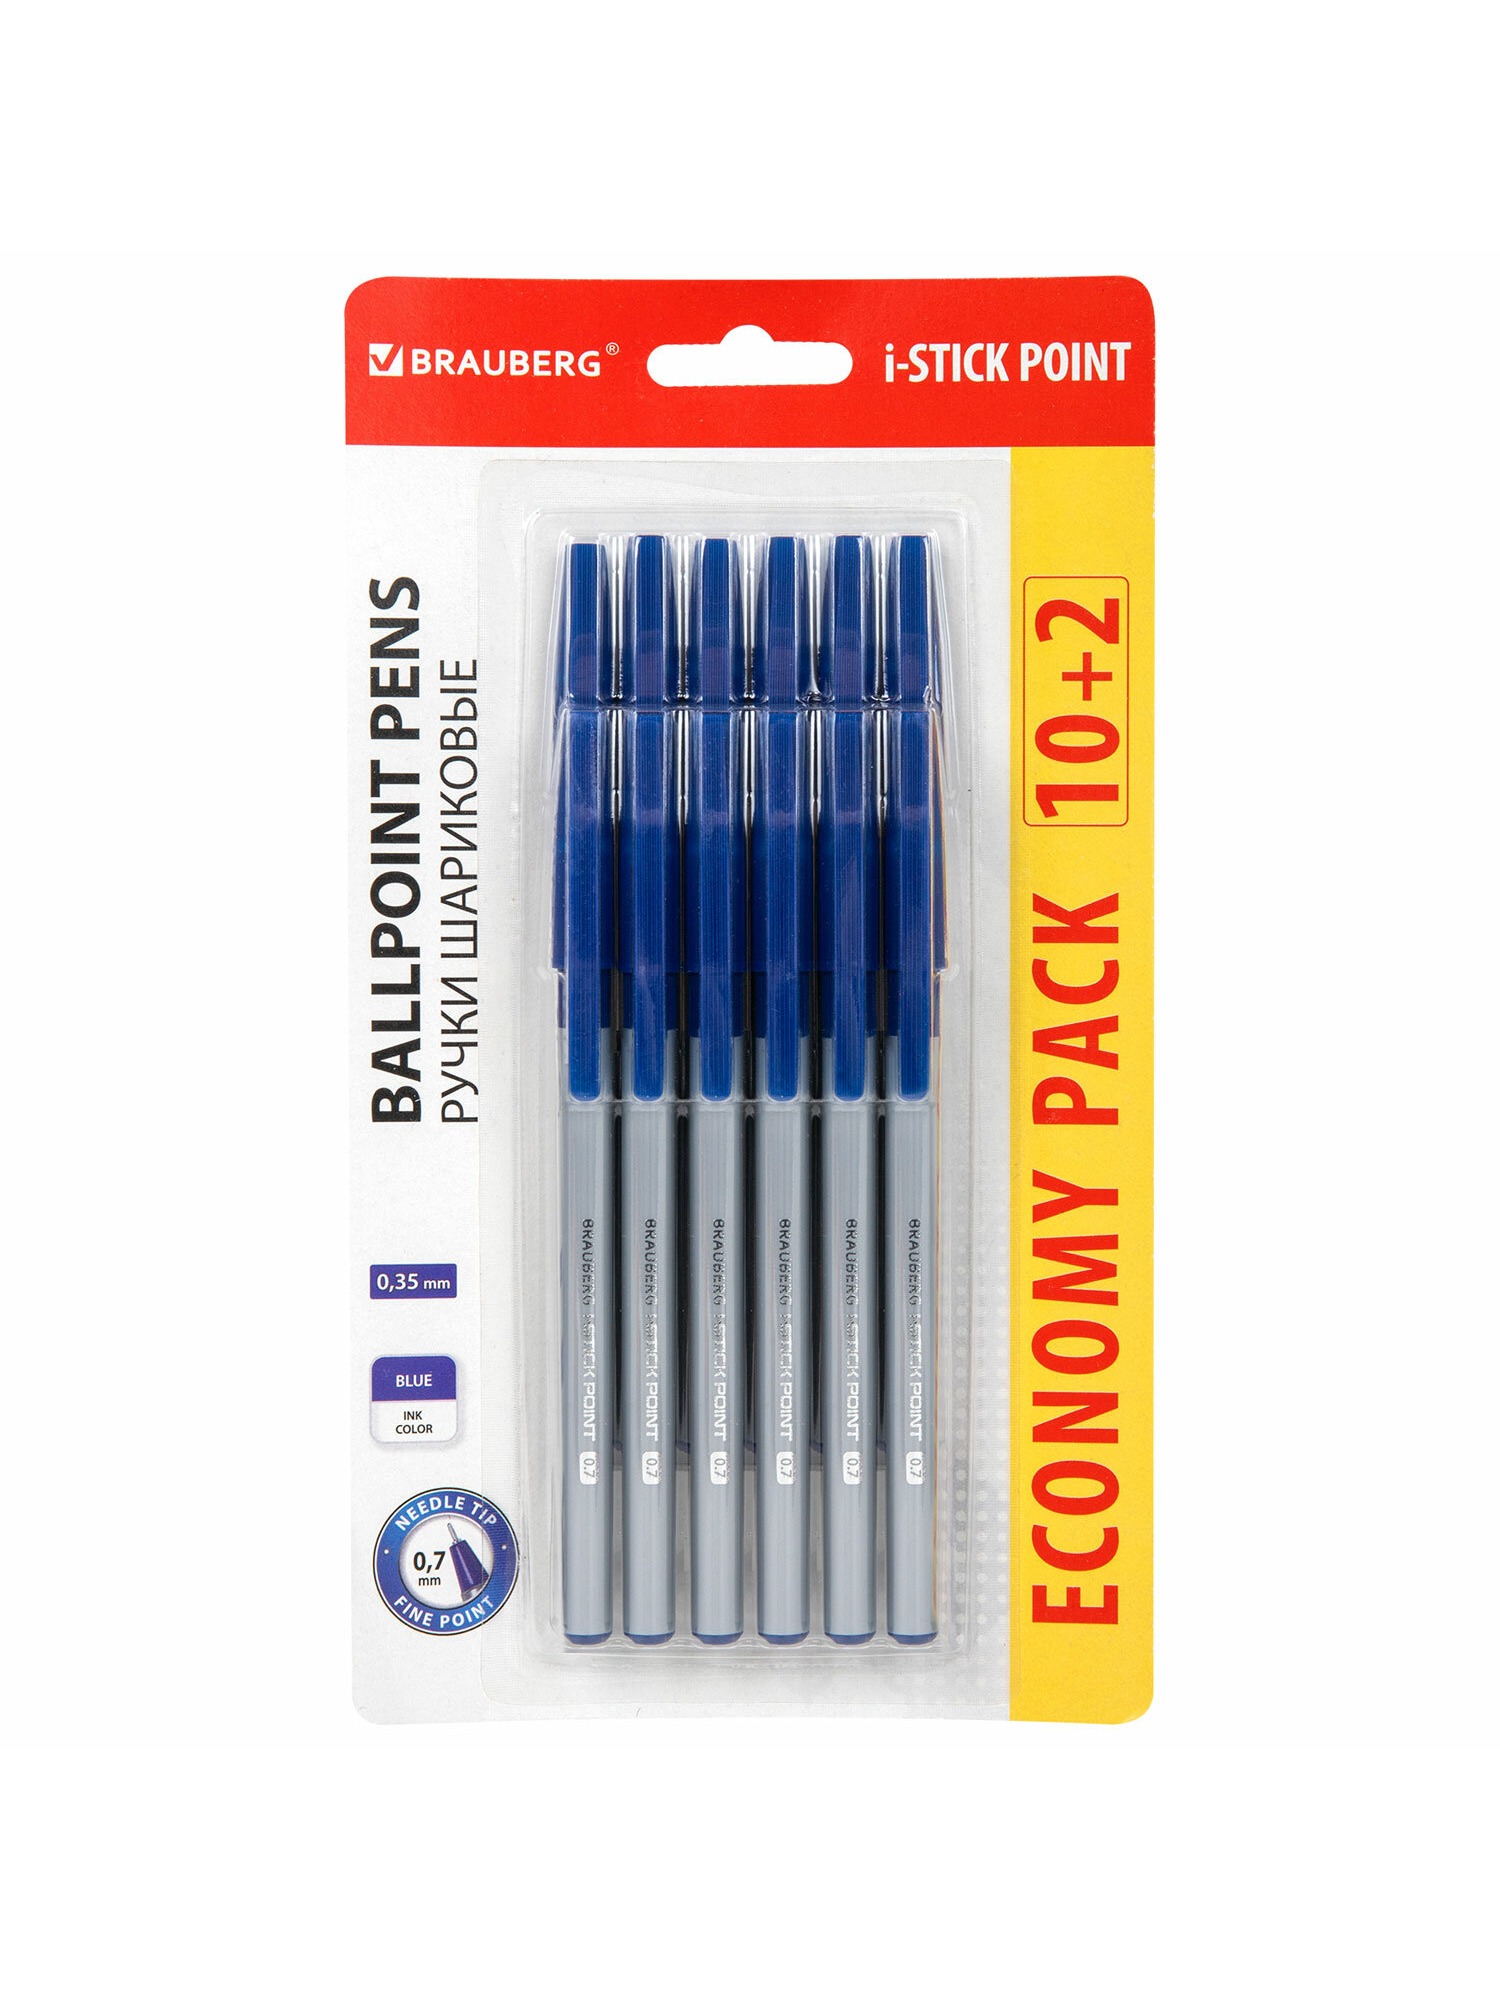 BRAUBERG®
i-STICK POINT
BALLPOINT PENS
РУЧКИ ШАРИКОВЫЕ
ECONOMY PACK 10+2
0,35 mm
BLUE
INK
COLOR
NEEDLE TIP
0,7
mm
FINE POINT
BRAUBERG i-STICK POINT 0.7
BRAUBERG i-STICK POINT 0.7
BRAUBERG i-STICK POINT 0.7
BRAUBERG i-STICK POINT 0.7
BRAUBERG i-STICK POINT 0.7
BRAUBERG i-STICK POINT 0.7